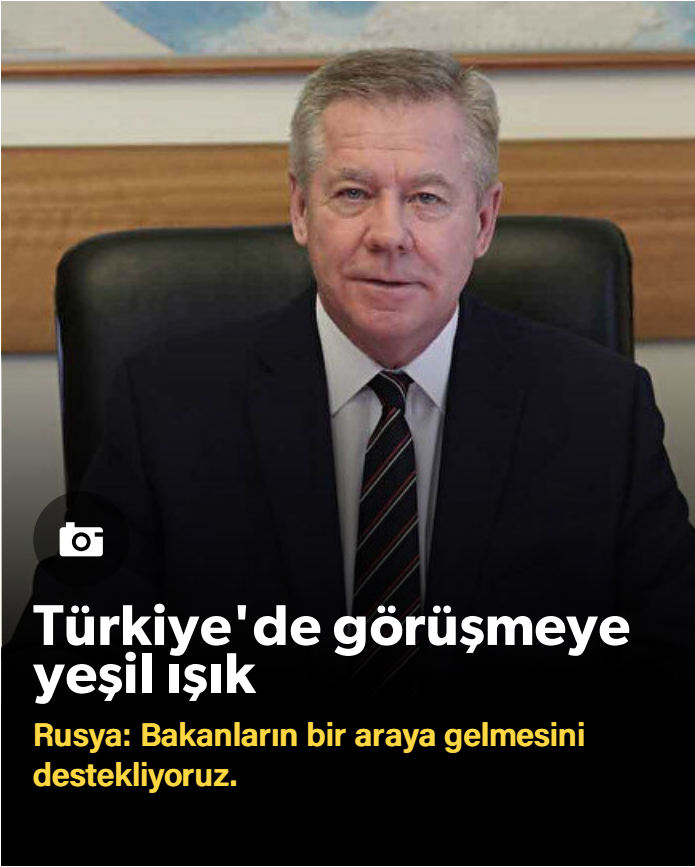 Türkiye'de görüşmeye
yeşil ışık
Rusya: Bakanların bir araya gelmesini
destekliyoruz.